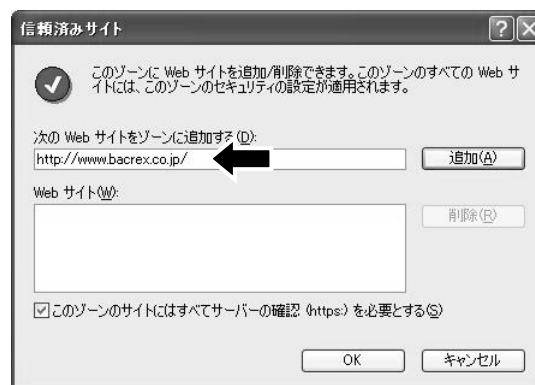 信頼済みサイト
このゾーンに Web サイトを追加/削除できます。このゾーンのすべての Web サ
イトには、このゾーンのセキュリティの設定が適用されます。
次の Web サイトをゾーンに追加する(D):
http://www.bacrex.co.jp/
追加(A)
Web サイト(W):
削除(R)
このゾーンのサイトにはすべてサーバーの確認 (https:) を必要とする(S)
OK
キャンセル